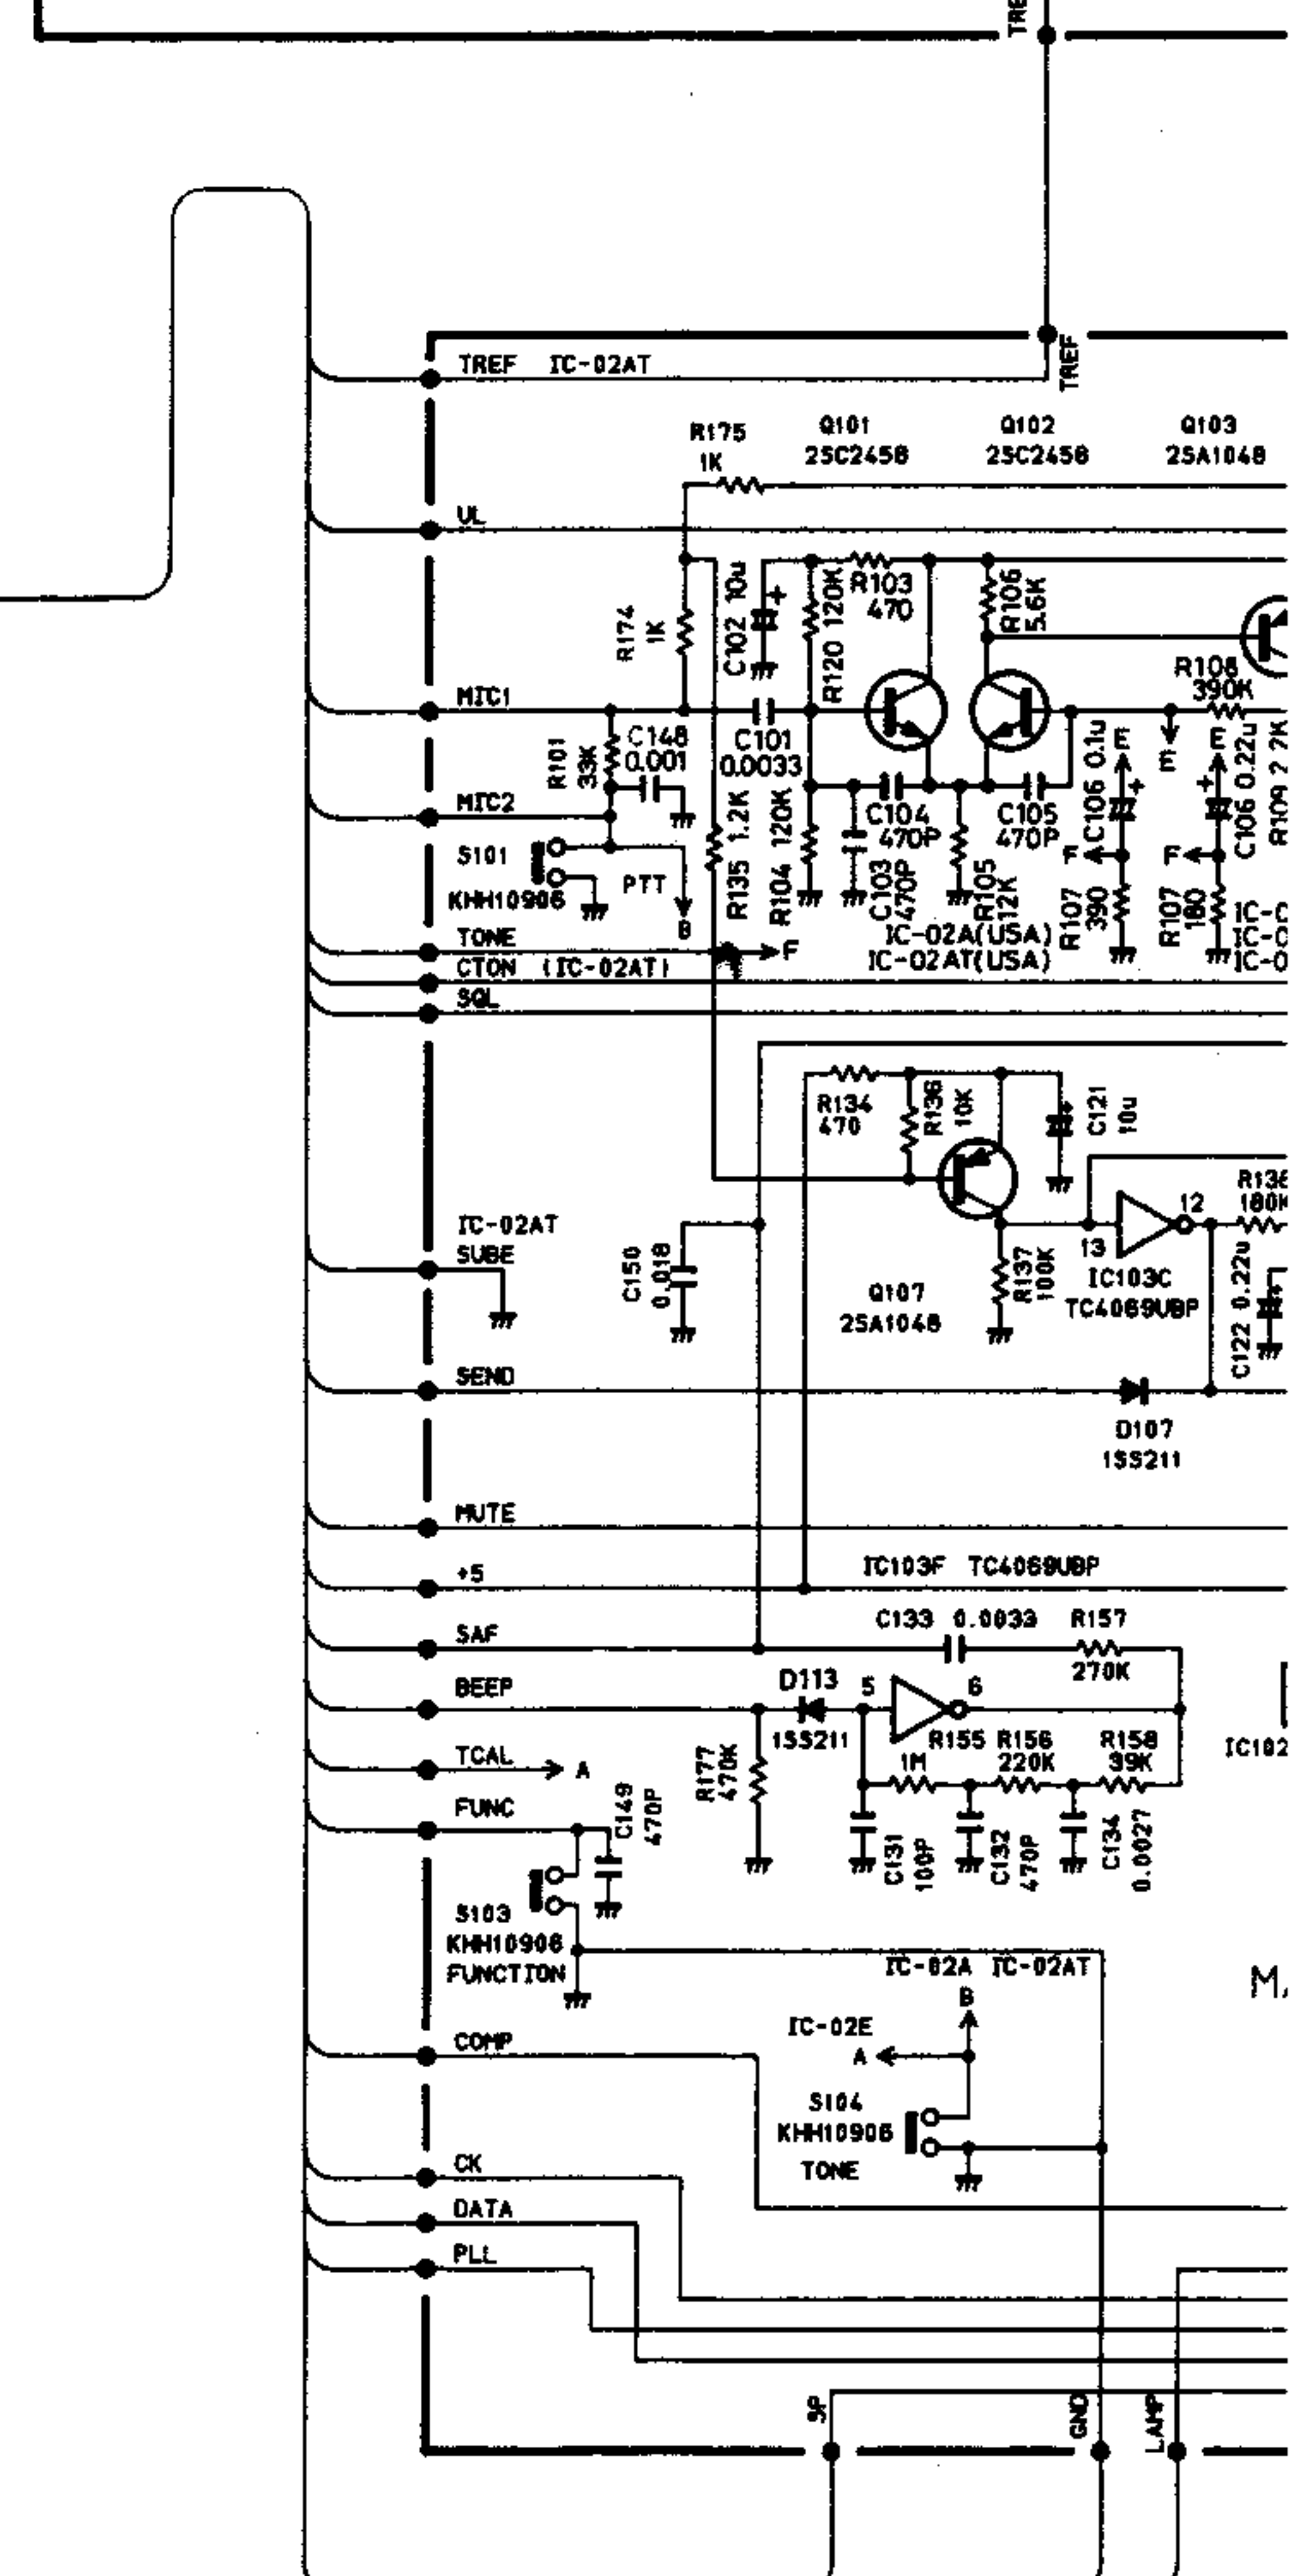 TREF
TREF IC-02AT
TREF
R175
1K
Q101
2SC2458
Q102
2SC2458
Q103
2SA1048
UL
R174
1K
C102 10u
+
R120 120K
R103
470
R106
5.6K
MIC1
R101
33K
C148
0.001
C101
0.0033
R108
390K
MIC2
S101
KHH10906
PTT
B
R135 1.2K
R104 120K
C104
470P
C103
470P
C105
470P
R105
12K
C106 0.1u
E
+
F
R107
390
E
E
+
F
C106 0.22u
R107
180
R109 2.7K
IC-02A(USA)
IC-02AT(USA)
TONE
F
CTON (IC-02AT)
SQL
R134
470
R136
10K
C121
10u
+
IC-02AT
SUBE
C150
0.018
Q107
2SA1048
R137
100K
13
12
IC103C
TC4069UBP
180K
C122 0.22u
SEND
D107
1SS211
MUTE
+5
IC103F TC4069UBP
SAF
C133 0.0033
R157
270K
BEEP
D113
1SS211
5
6
R155
1M
R156
220K
R158
39K
IC102
TCAL
A
R177
470K
FUNC
C149
470P
C131
100P
C132
470P
C134
0.0027
S103
KHH10906
FUNCTION
IC-02A IC-02AT
B
IC-02E
A
COMP
S104
KHH10906
TONE
CK
DATA
PLL
SP
GND
LAMP